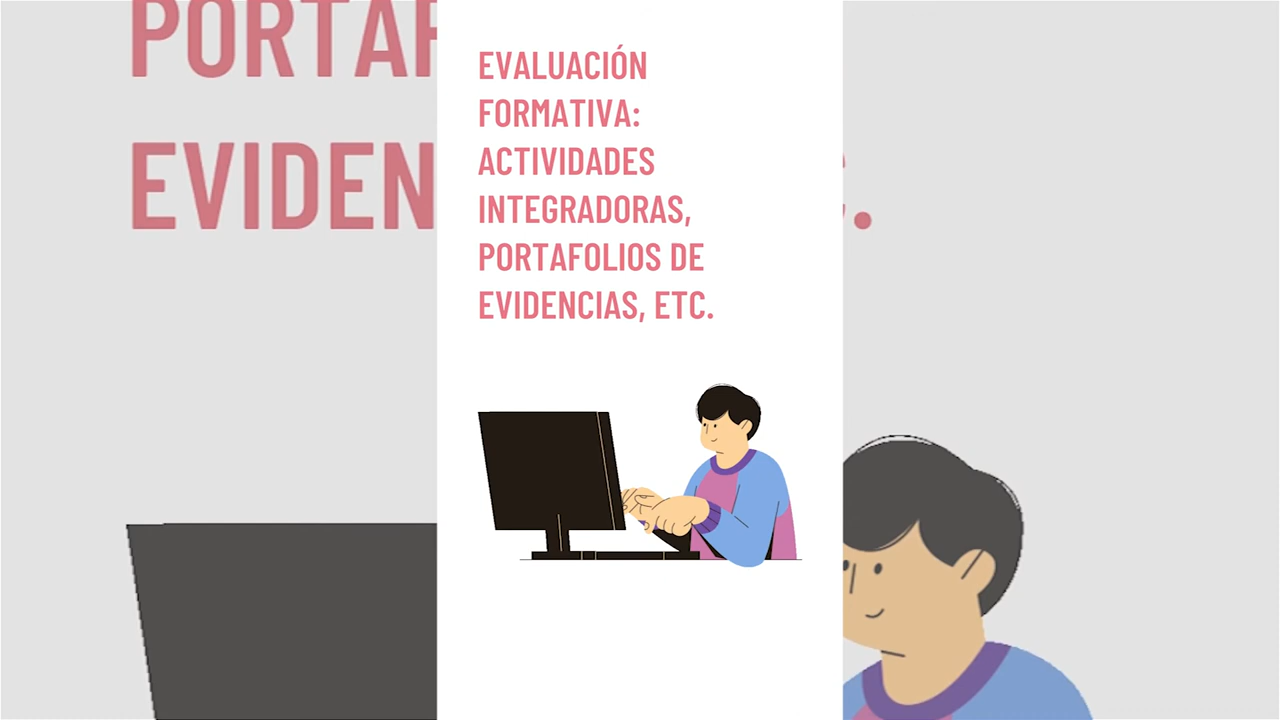 EVALUACIÓN
FORMATIVA:
ACTIVIDADES
INTEGRADORAS,
PORTAFOLIOS DE
EVIDENCIAS, ETC.